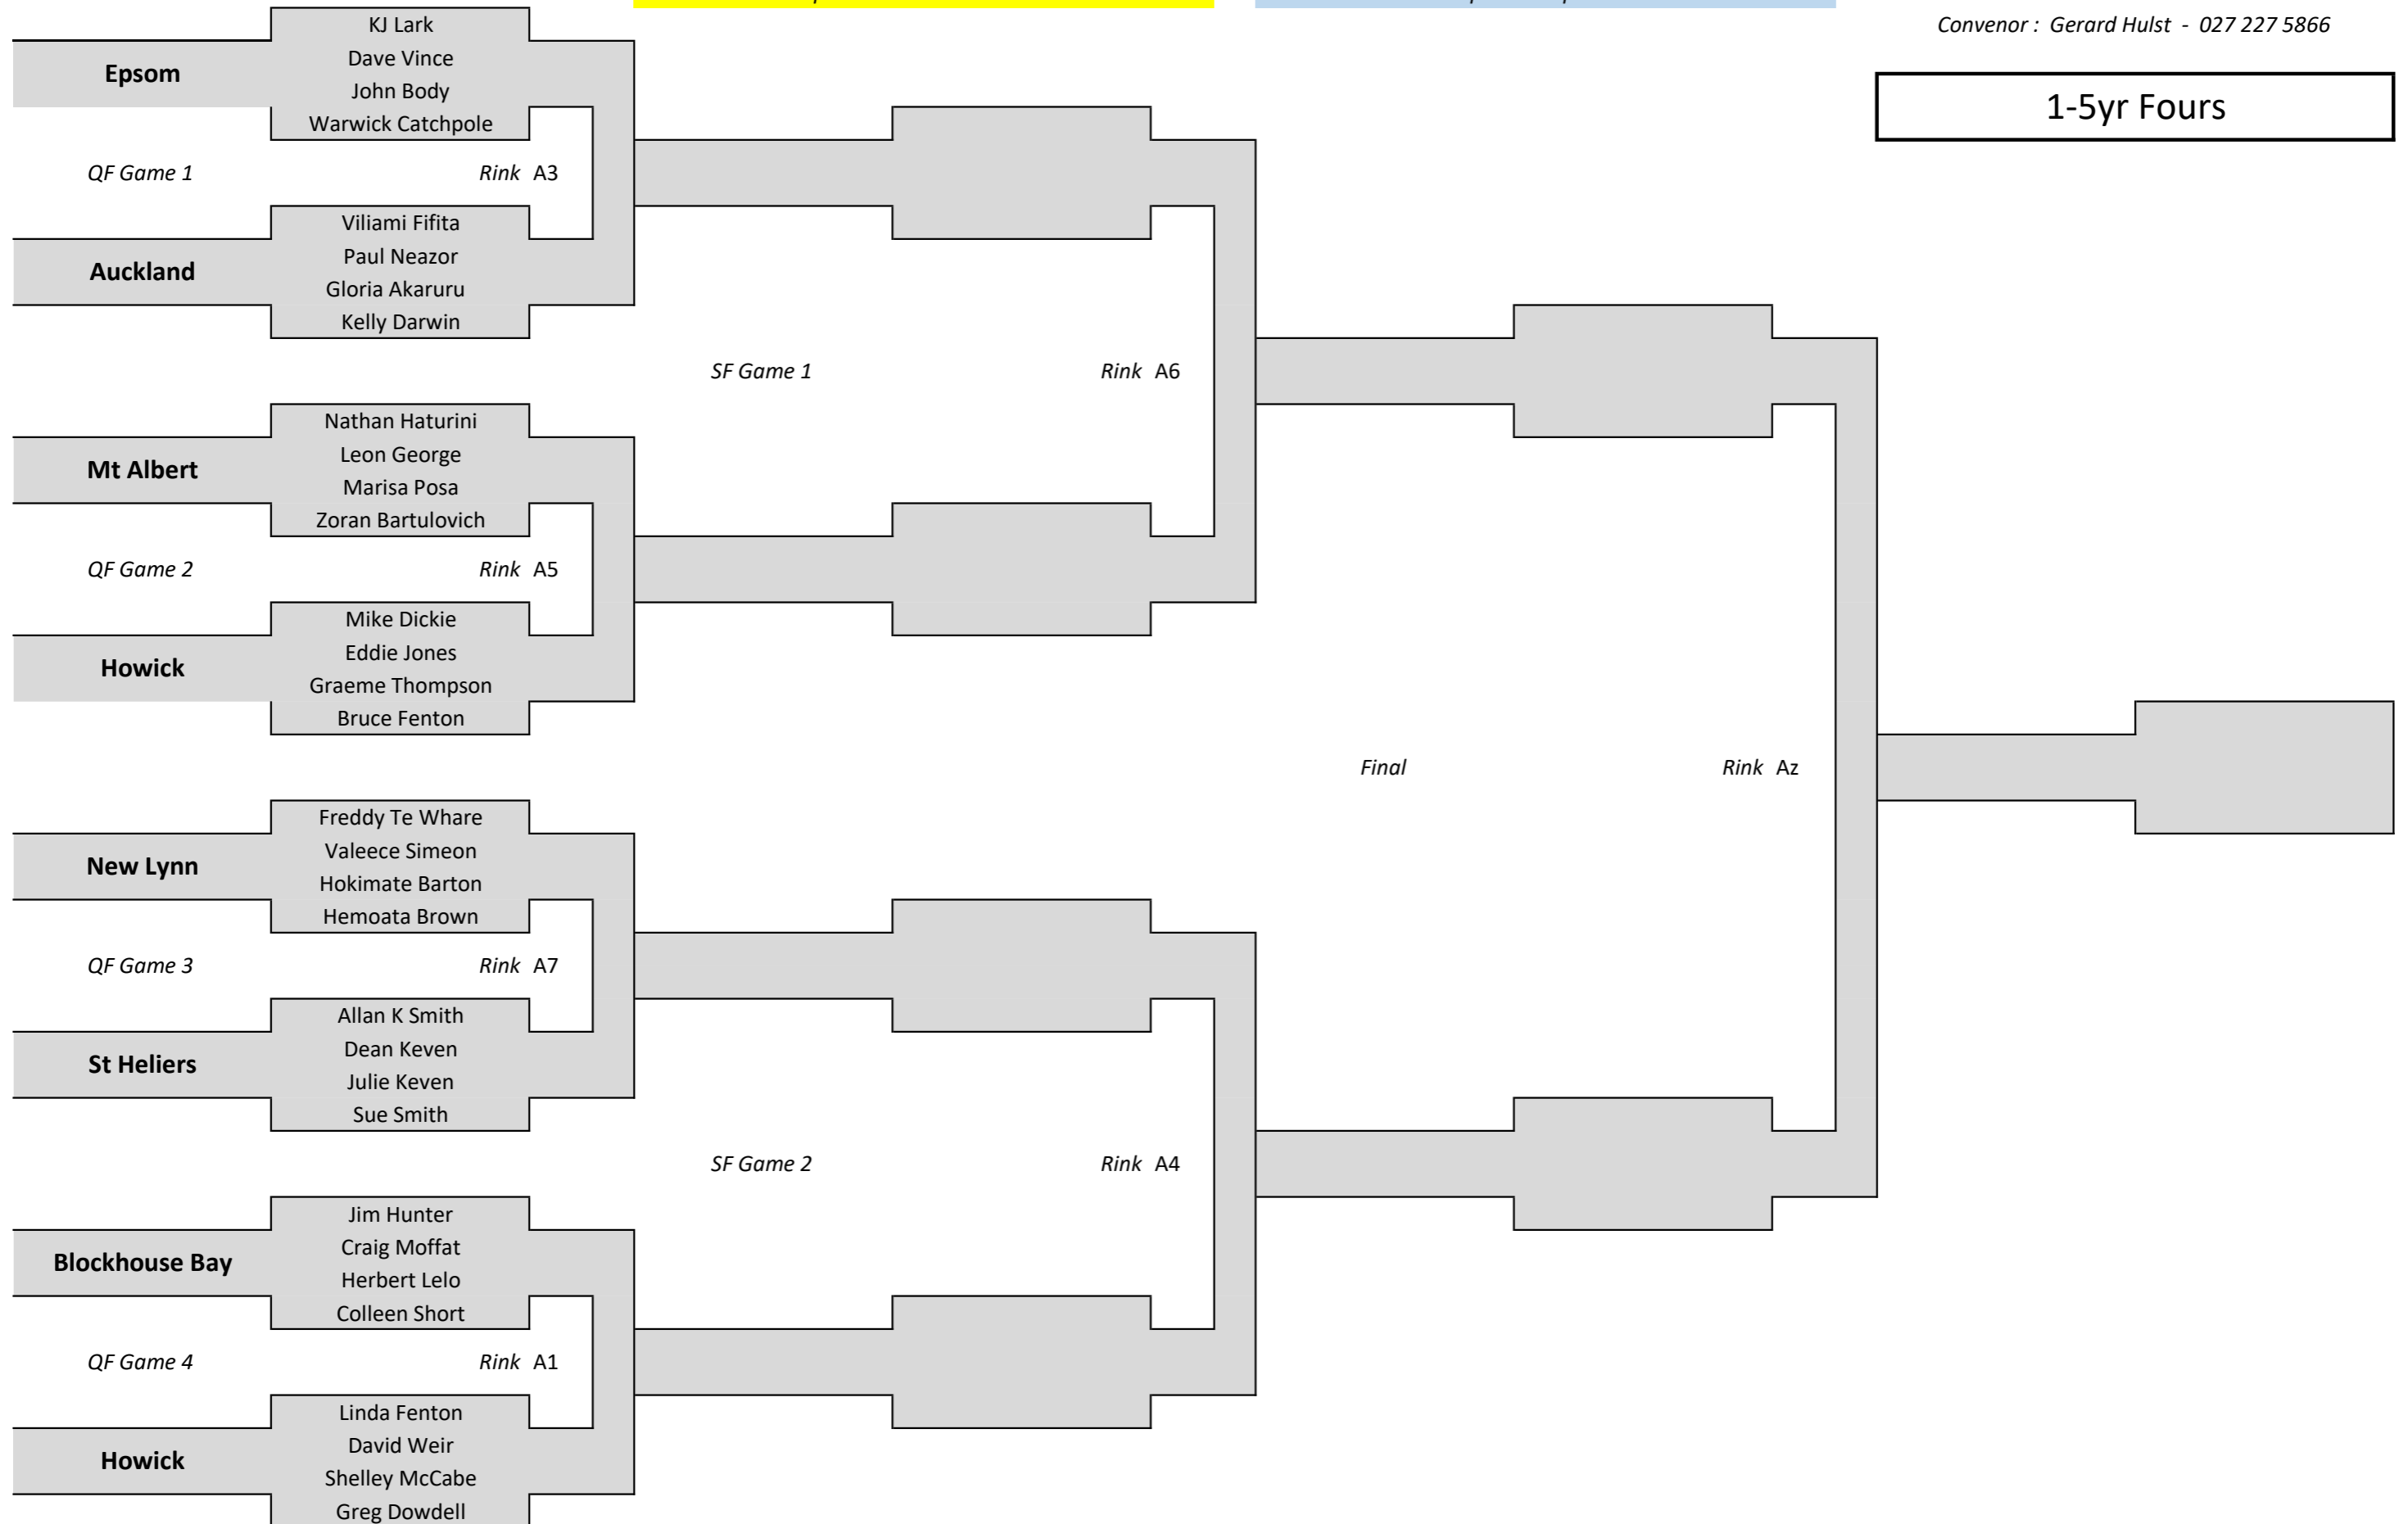 Convenor : Gerard Hulst - 027 227 5866
1-5yr Fours
KJ Lark
Dave Vince
Epsom
John Body
Warwick Catchpole
QF Game 1 Rink A3
Viliami Fifita
Paul Neazor
Auckland
Gloria Akaruru
Kelly Darwin
SF Game 1 Rink A6
Nathan Haturini
Leon George
Mt Albert
Marisa Posa
Zoran Bartulovich
QF Game 2 Rink A5
Mike Dickie
Eddie Jones
Howick
Graeme Thompson
Bruce Fenton
Final Rink Az
Freddy Te Whare
Valeece Simeon
New Lynn
Hokimate Barton
Hemoata Brown
QF Game 3 Rink A7
Allan K Smith
Dean Keven
St Heliers
Julie Keven
Sue Smith
SF Game 2 Rink A4
Jim Hunter
Craig Moffat
Blockhouse Bay
Herbert Lelo
Colleen Short
QF Game 4 Rink A1
Linda Fenton
David Weir
Howick
Shelley McCabe
Greg Dowdell